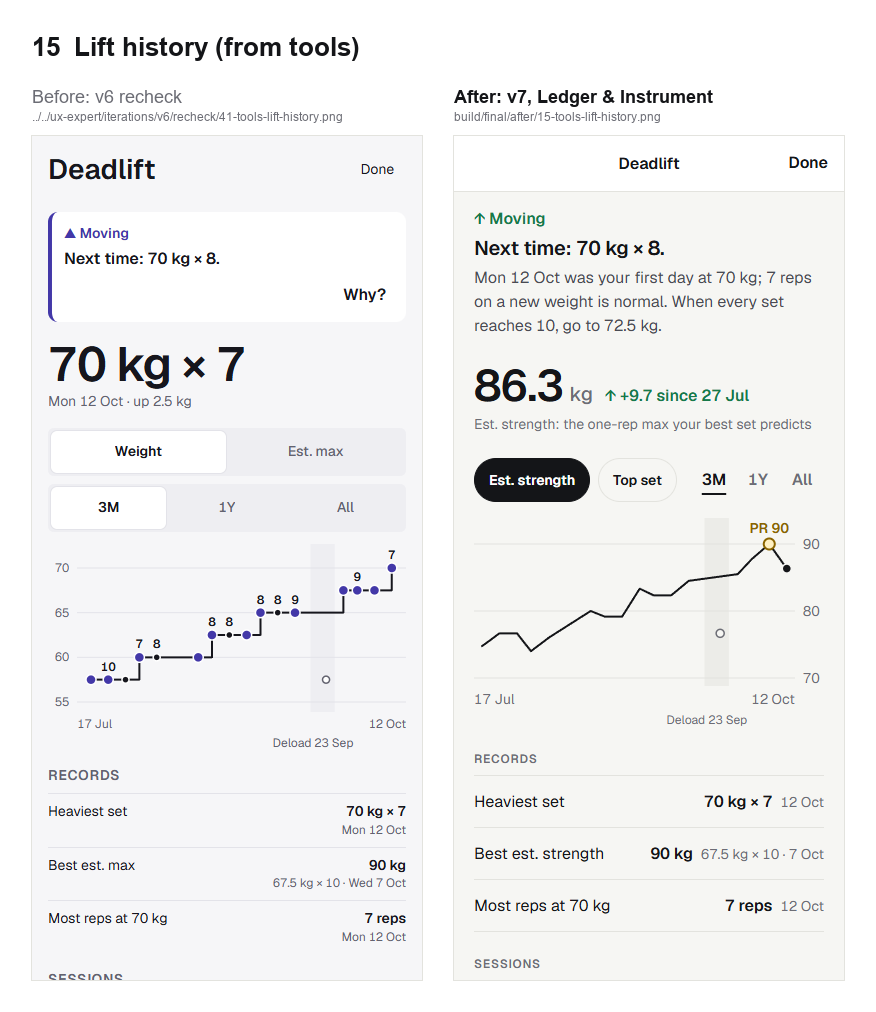 15 Lift history (from tools)
Before: v6 recheck
../../ux-expert/iterations/v6/recheck/41-tools-lift-history.png
Deadlift
Done
▲ Moving
Next time: 70 kg × 8.
Why?
70 kg × 7
Mon 12 Oct · up 2.5 kg
Weight
Est. max
3M
1Y
All
70
65
60
55
10
7
8
8
8
8
8
9
9
7
17 Jul
12 Oct
Deload 23 Sep
RECORDS
Heaviest set
70 kg × 7
Mon 12 Oct
Best est. max
90 kg
67.5 kg × 10 · Wed 7 Oct
Most reps at 70 kg
7 reps
Mon 12 Oct
SESSIONS
After: v7, Ledger & Instrument
build/final/after/15-tools-lift-history.png
Deadlift
Done
↑ Moving
Next time: 70 kg × 8.
Mon 12 Oct was your first day at 70 kg; 7 reps
on a new weight is normal. When every set
reaches 10, go to 72.5 kg.
86.3 kg ↑ +9.7 since 27 Jul
Est. strength: the one-rep max your best set predicts
Est. strength
Top set
3M
1Y
All
PR 90
90
80
70
17 Jul
12 Oct
Deload 23 Sep
RECORDS
Heaviest set
70 kg × 7 12 Oct
Best est. strength
90 kg 67.5 kg × 10 · 7 Oct
Most reps at 70 kg
7 reps 12 Oct
SESSIONS